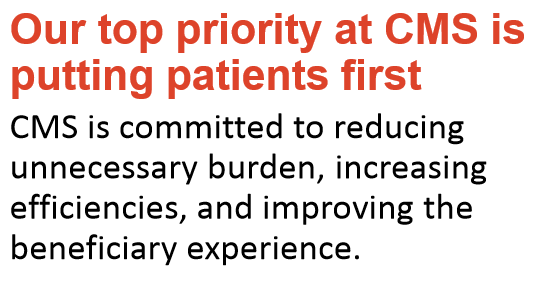 Our top priority at CMS is
putting patients first
CMS is committed to reducing
unnecessary burden, increasing
efficiencies, and improving the
beneficiary experience.